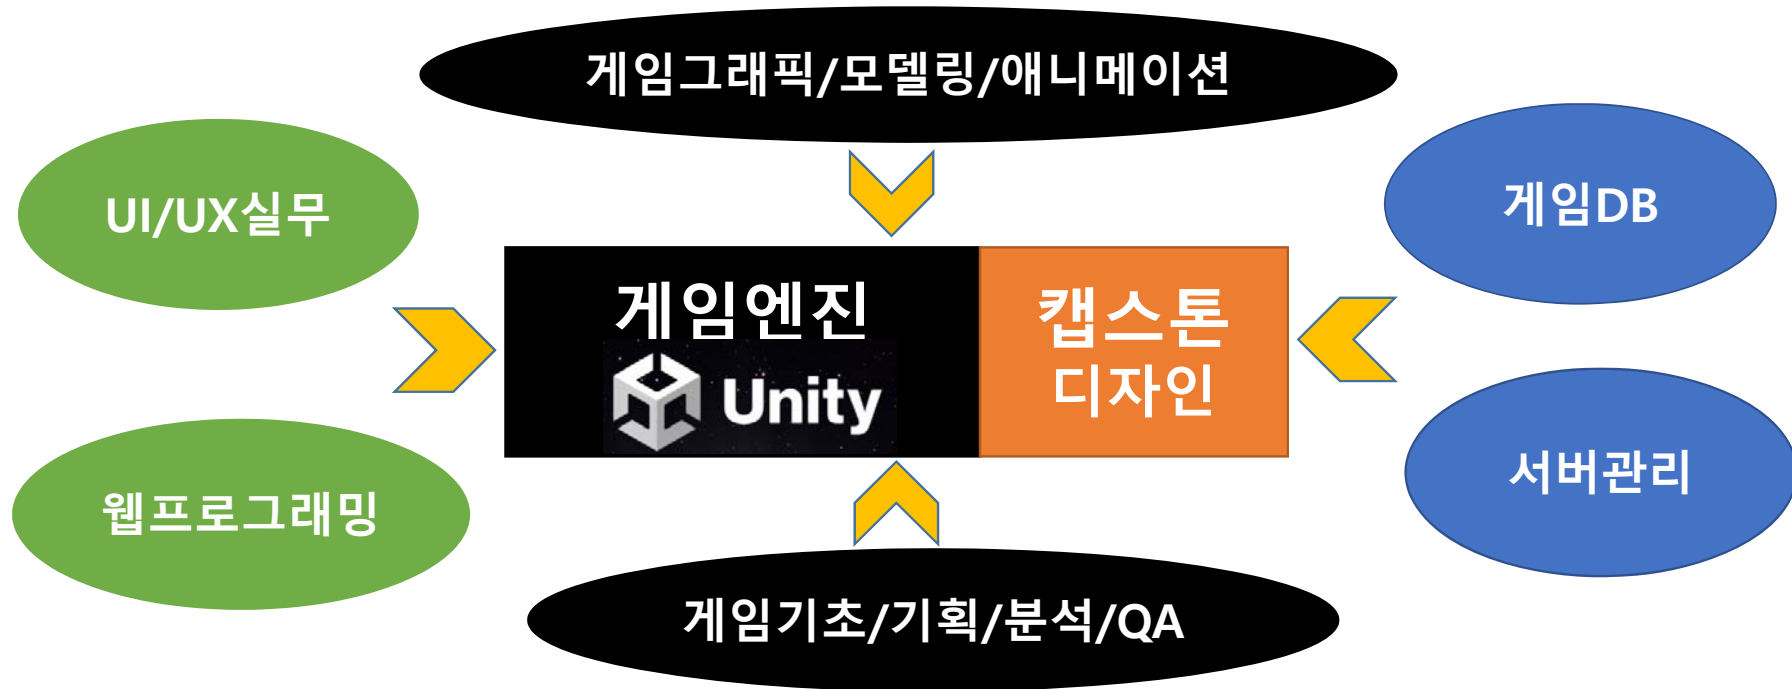 게임그래픽/모델링/애니메이션
UI/UX실무
게임DB
게임엔진
Unity
캡스톤
디자인
웹프로그래밍
서버관리
게임기초/기획/분석/QA